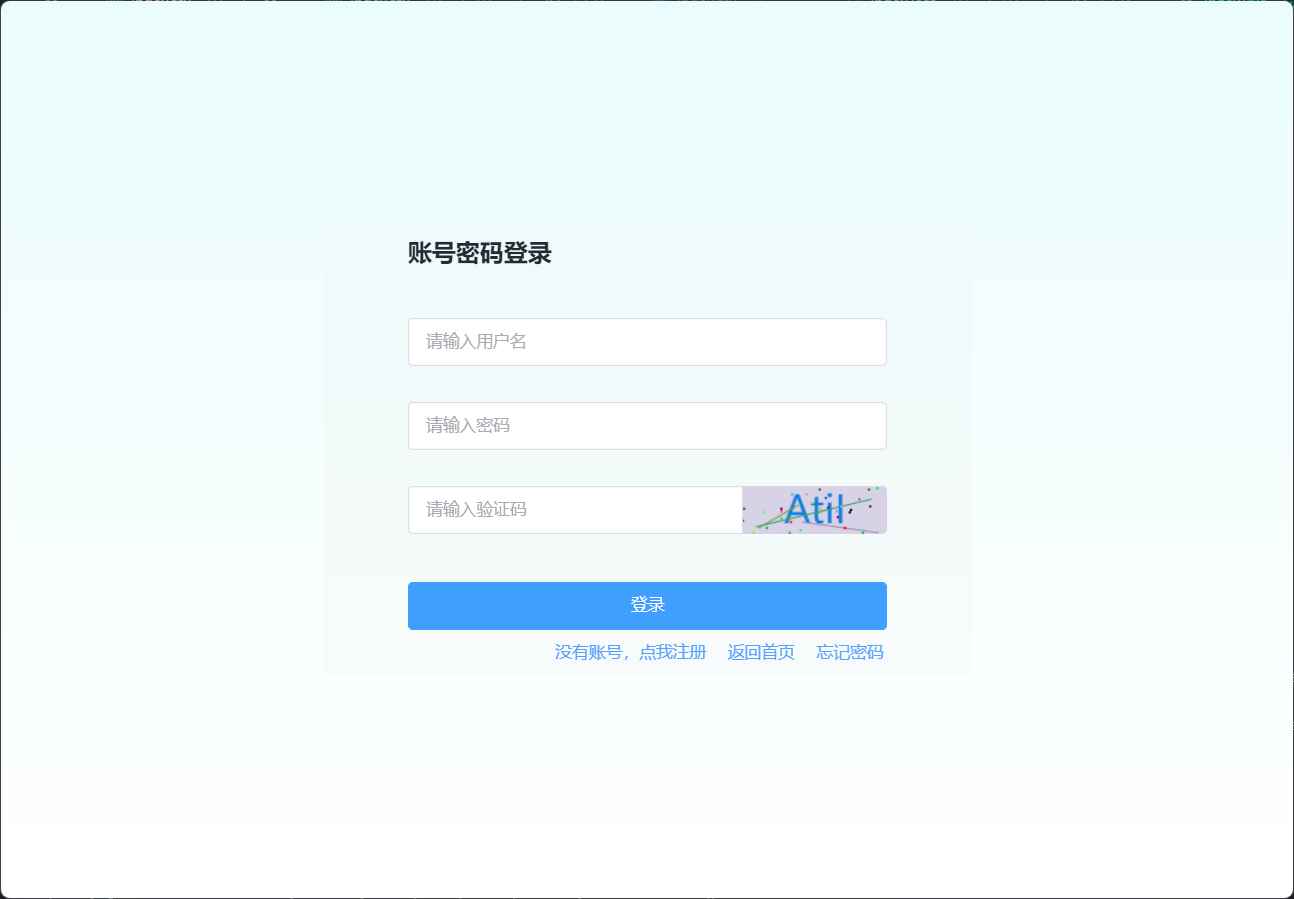 账号密码登录
请输入用户名
请输入密码
请输入验证码
Atil
登录
没有账号，点我注册 返回首页 忘记密码